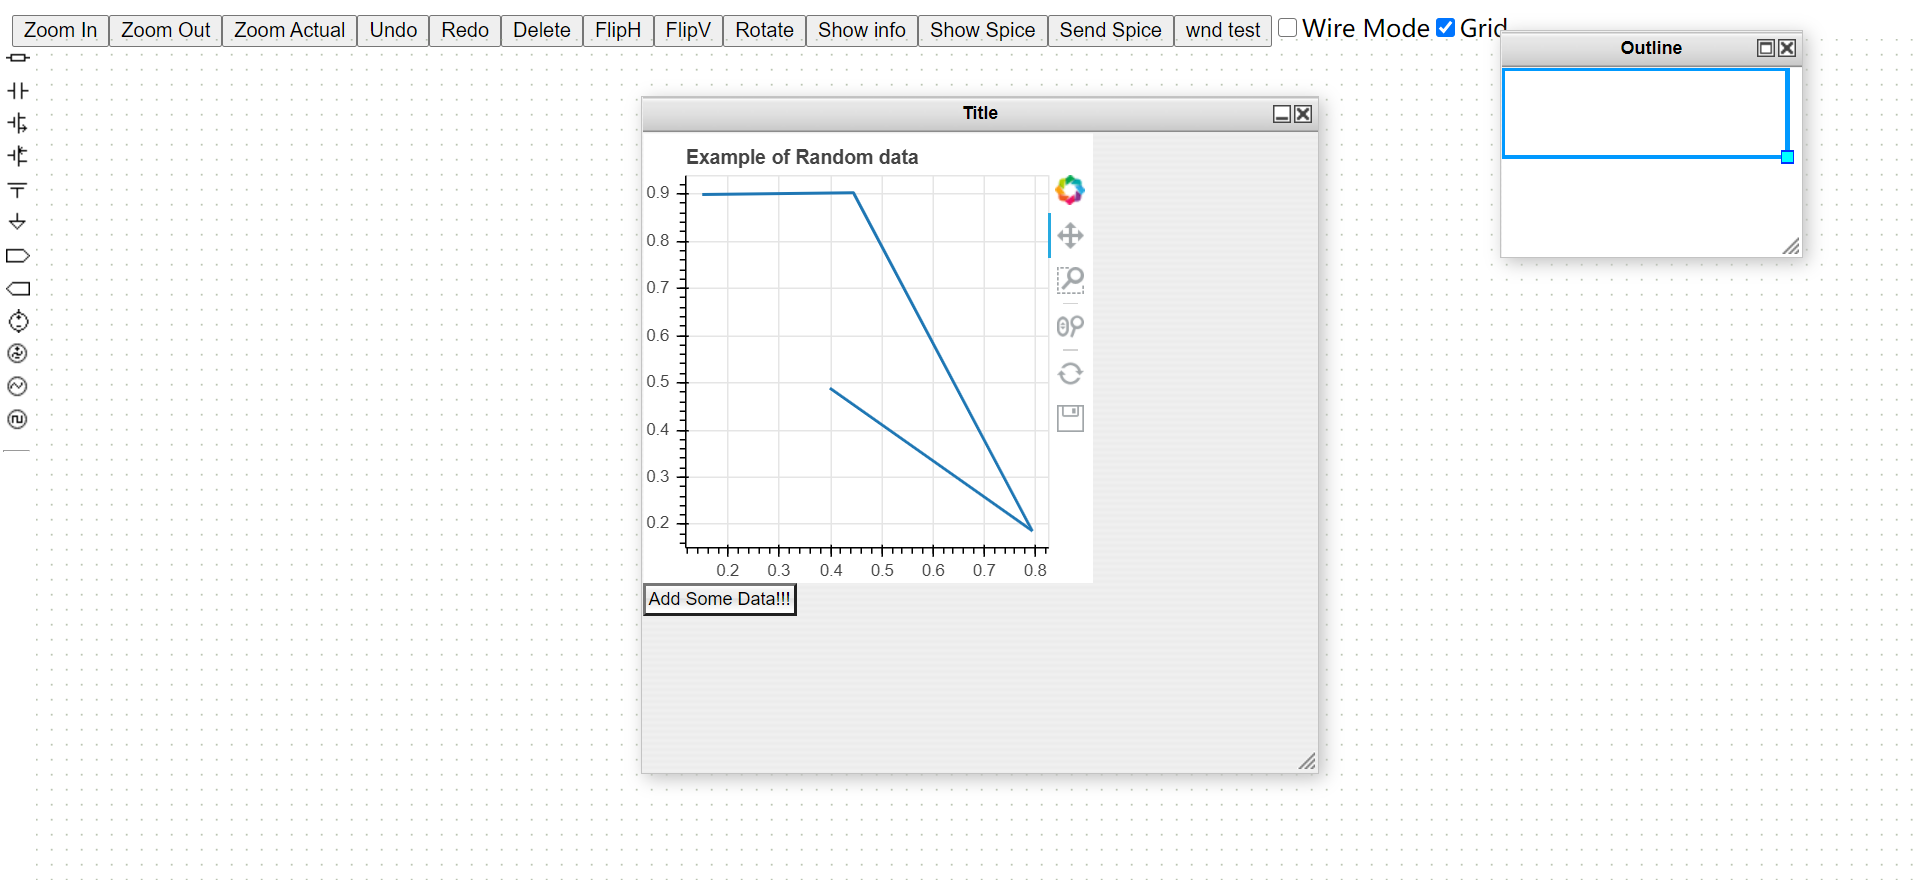 Zoom In Zoom Out Zoom Actual Undo Redo Delete FlipH FlipV Rotate Show info Show Spice Send Spice wnd test Wire Mode Grid
Outline
Title
Example of Random data
0.9
0.8
0.7
0.6
0.5
0.4
0.3
0.2
0.2 0.3 0.4 0.5 0.6 0.7 0.8
Add Some Data!!!